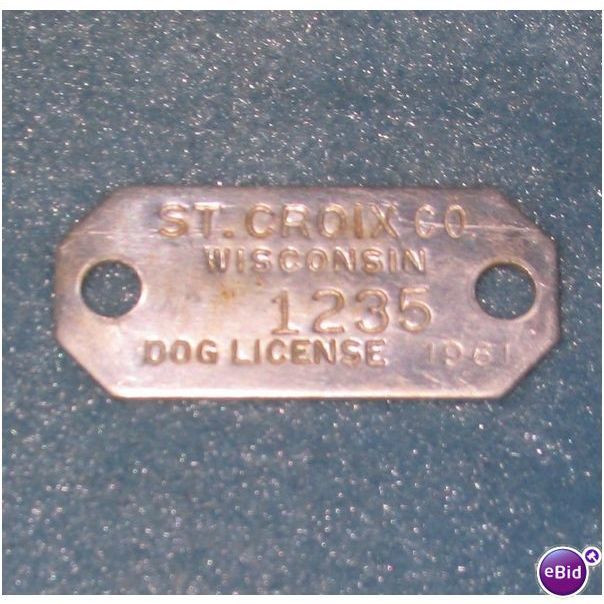 ST. CROIX CO
WISCONSIN
1235
DOG LICENSE 1961
eBid